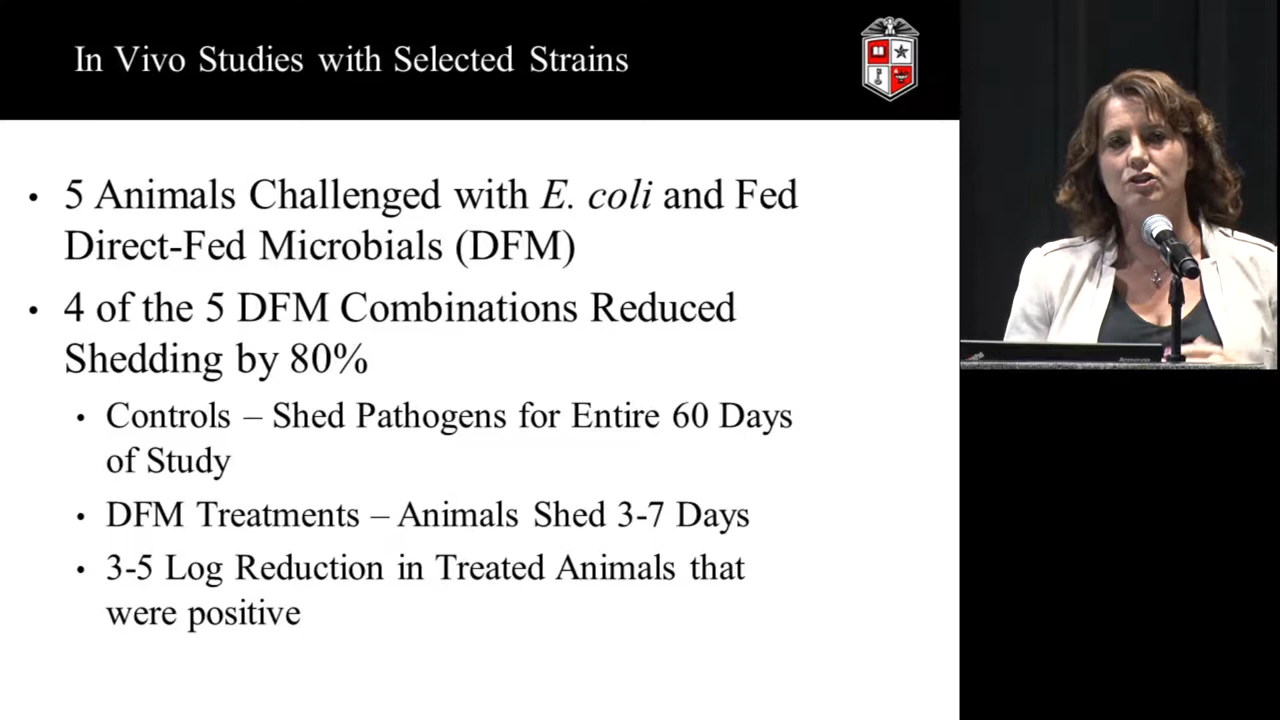 In Vivo Studies with Selected Strains
• 5 Animals Challenged with E. coli and Fed
Direct-Fed Microbials (DFM)
• 4 of the 5 DFM Combinations Reduced
Shedding by 80%
• Controls – Shed Pathogens for Entire 60 Days
of Study
• DFM Treatments – Animals Shed 3-7 Days
• 3-5 Log Reduction in Treated Animals that
were positive